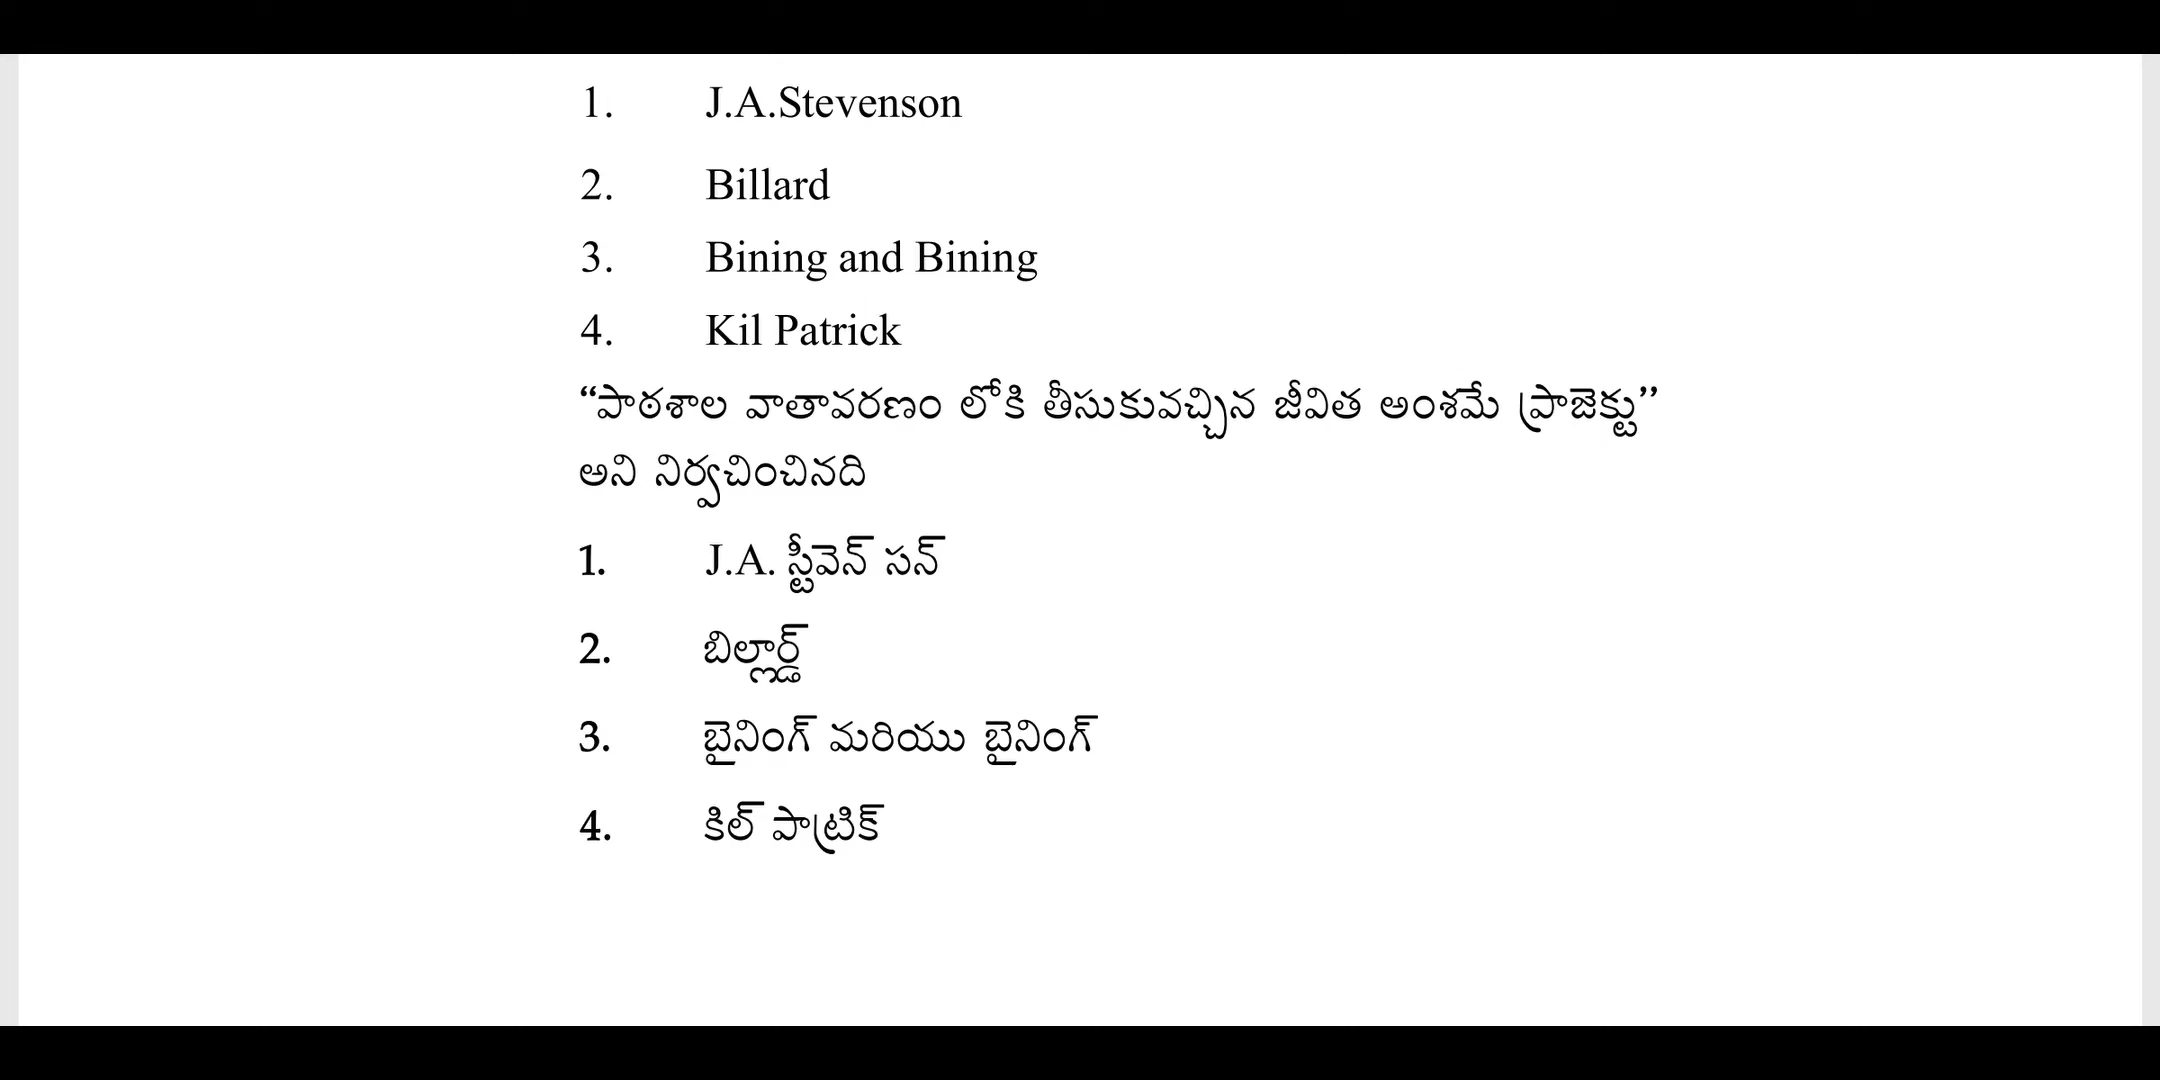 1. J.A.Stevenson
2. Billard
3. Bining and Bining
4. Kil Patrick
“పాఠశాల వాతావరణం లోకి తీసుకువచ్చిన జీవిత అంశమే ప్రాజెక్టు”
అని నిర్వచించినది
1. J.A. స్టీవెన్ సన్
2. బిల్లార్డ్
3. బైనింగ్ మరియు బైనింగ్
4. కిల్ పాట్రిక్